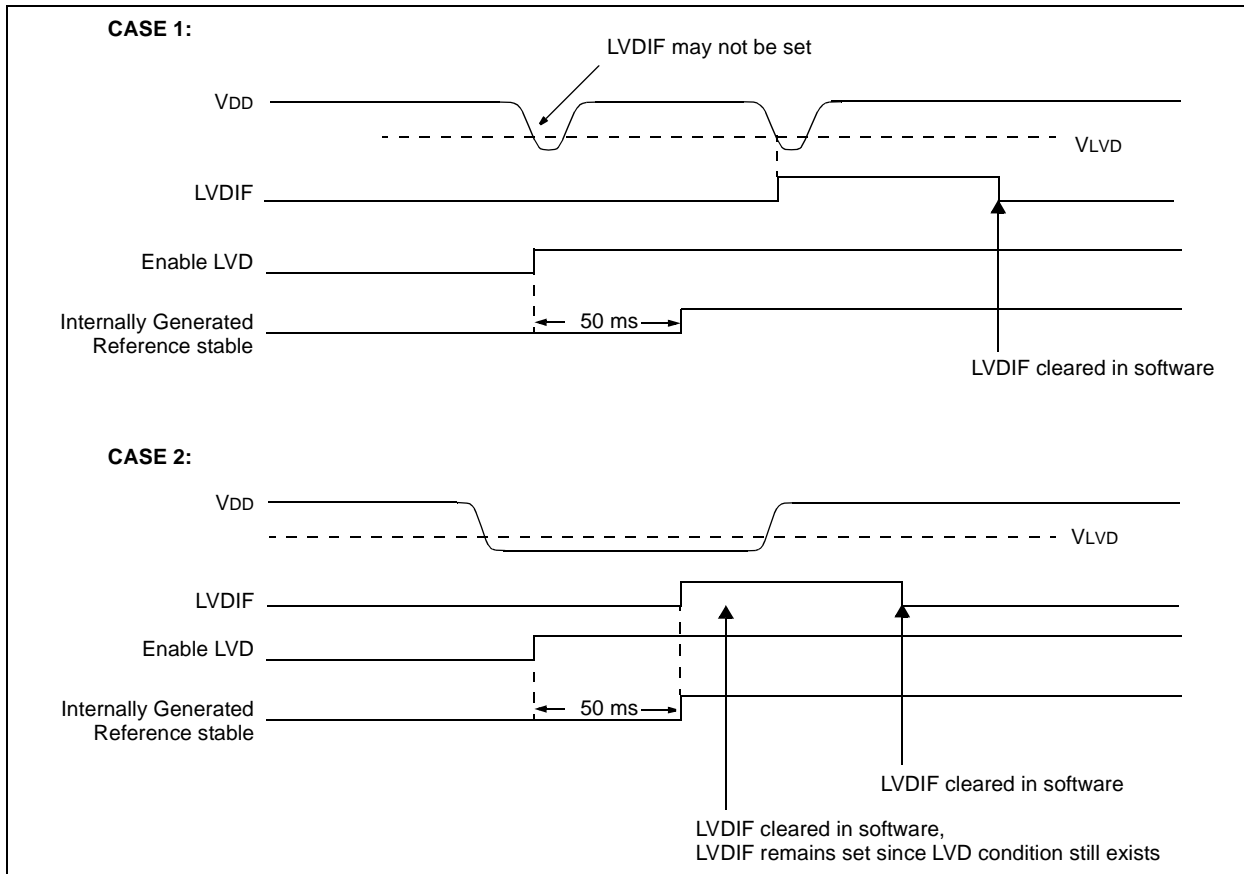 CASE 1:
LVDIF may not be set
VDD
VLVD
LVDIF
Enable LVD
50 ms
Internally Generated
Reference stable
LVDIF cleared in software
CASE 2:
VDD
VLVD
LVDIF
Enable LVD
50 ms
Internally Generated
Reference stable
LVDIF cleared in software
LVDIF cleared in software,
LVDIF remains set since LVD condition still exists